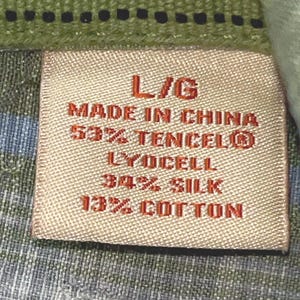 L/G
MADE IN CHINA
53% TENCEL®
LYOCELL
34% SILK
13% COTTON